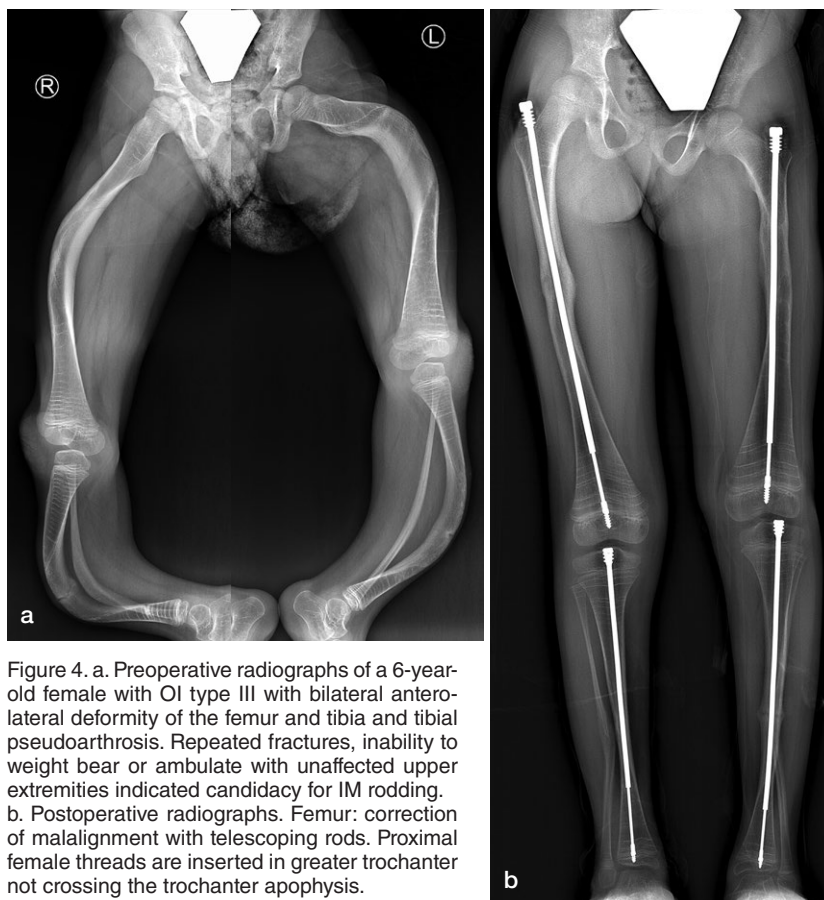 R
L
a
b
Figure 4. a. Preoperative radiographs of a 6-year-
old female with OI type III with bilateral antero-
lateral deformity of the femur and tibia and tibial
pseudoarthrosis. Repeated fractures, inability to
weight bear or ambulate with unaffected upper
extremities indicated candidacy for IM rodding.
b. Postoperative radiographs. Femur: correction
of malalignment with telescoping rods. Proximal
female threads are inserted in greater trochanter
not crossing the trochanter apophysis.